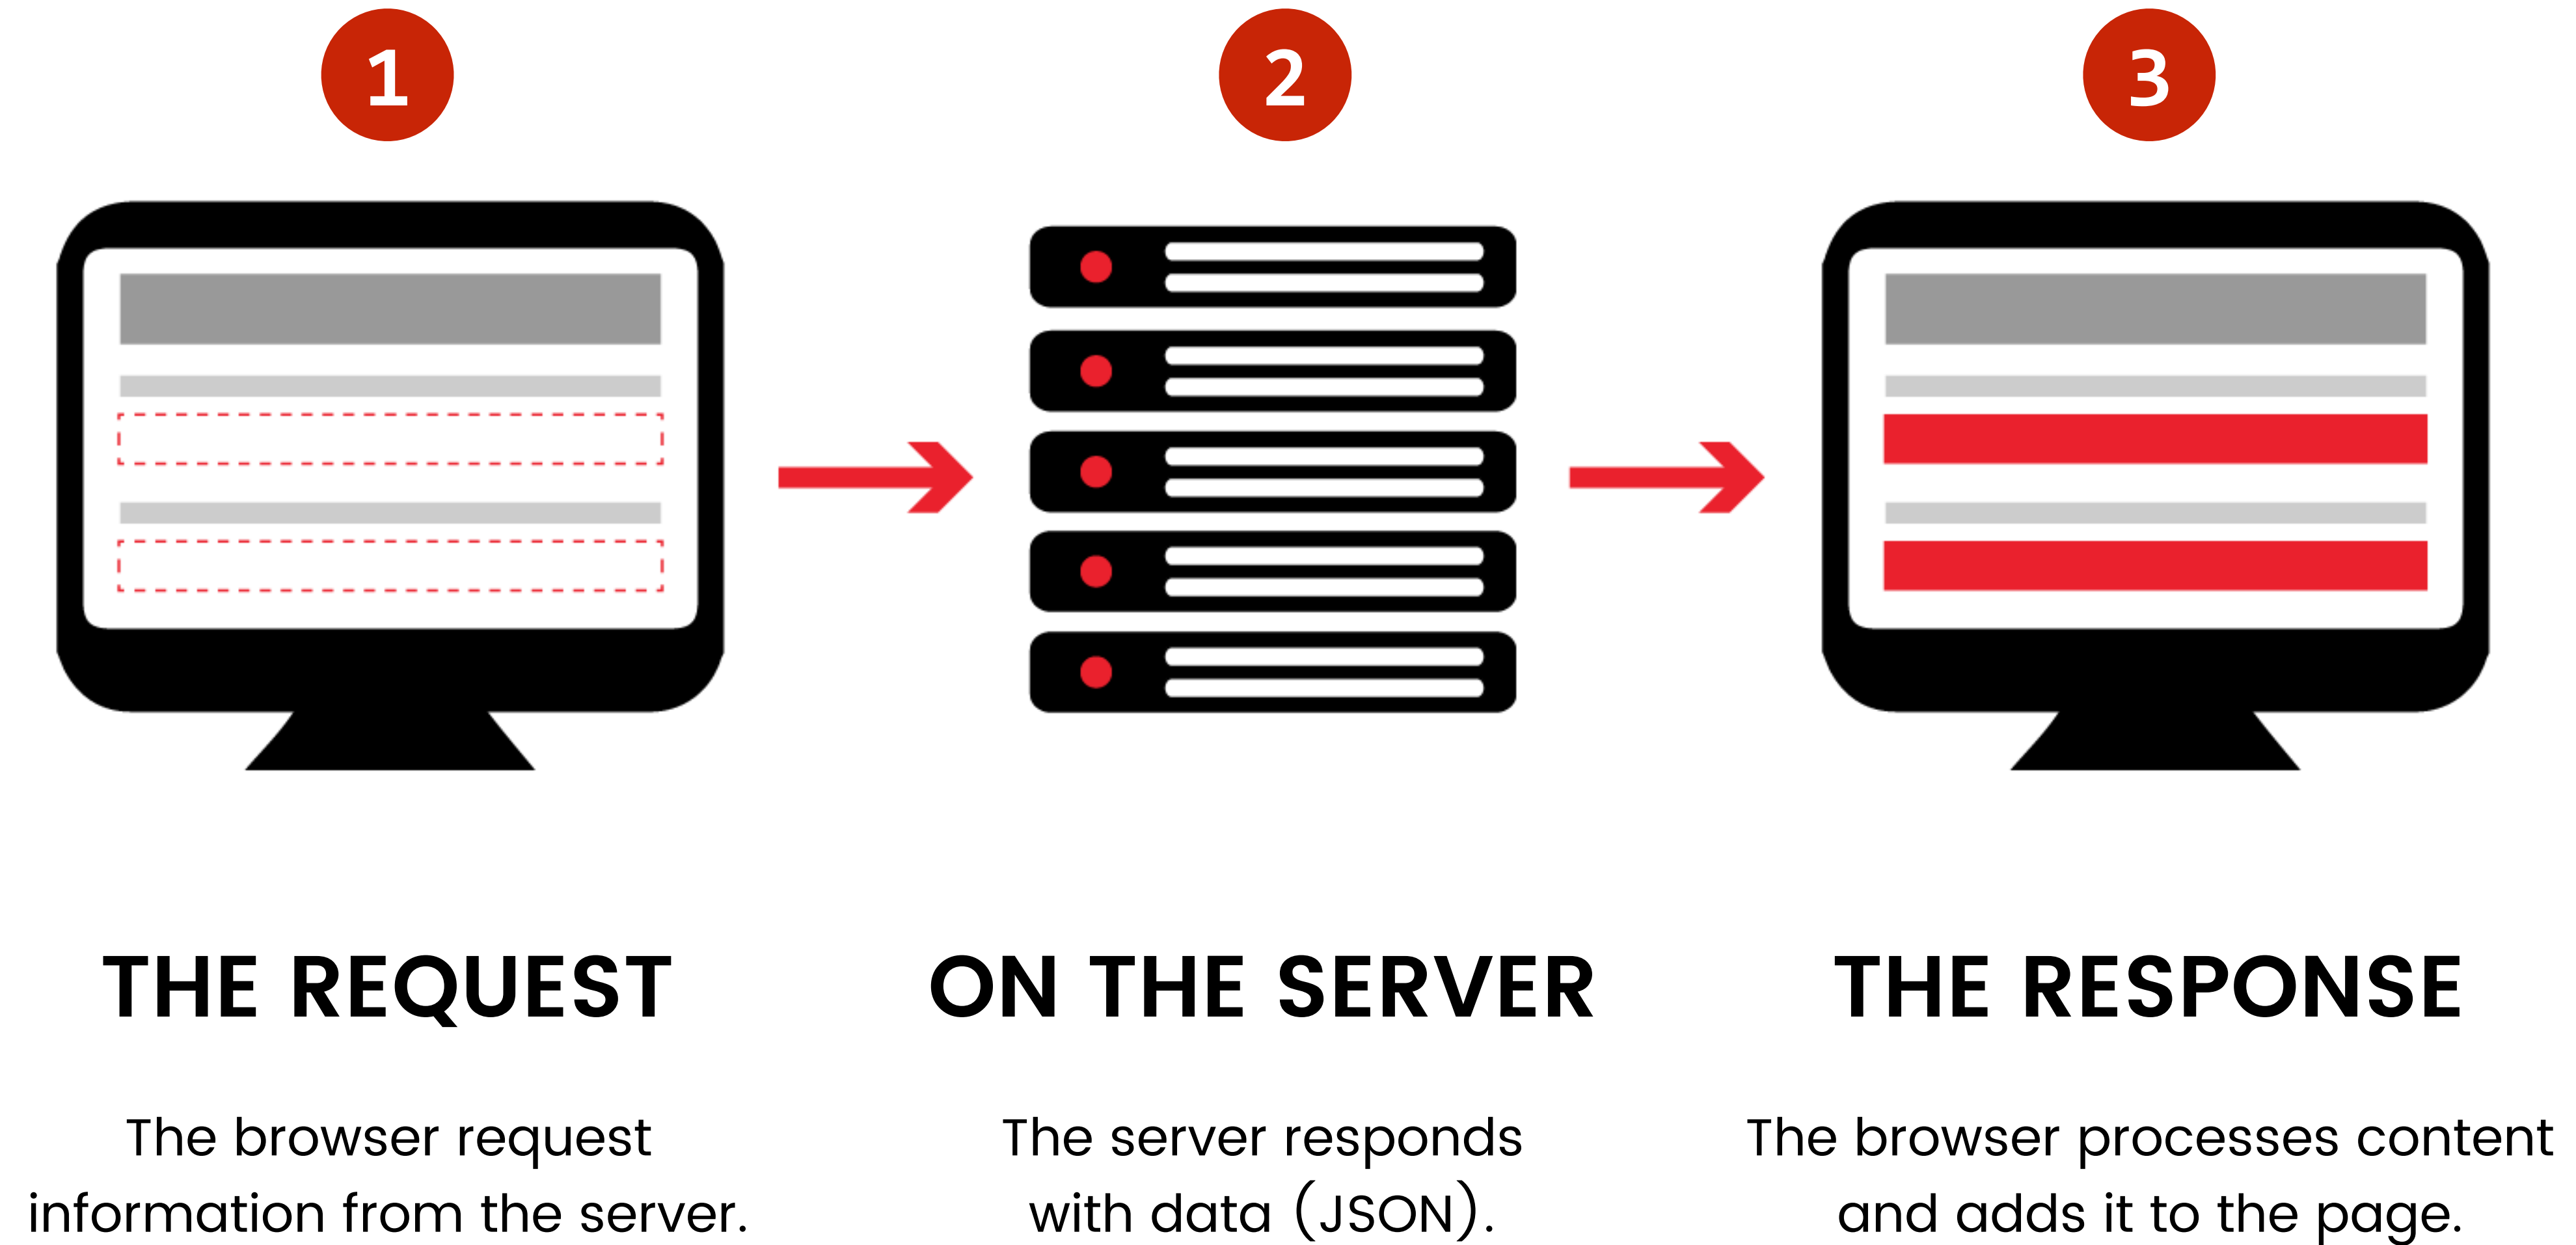 1
2
3
THE REQUEST
The browser request
information from the server.
ON THE SERVER
The server responds
with data (JSON).
THE RESPONSE
The browser processes content
and adds it to the page.